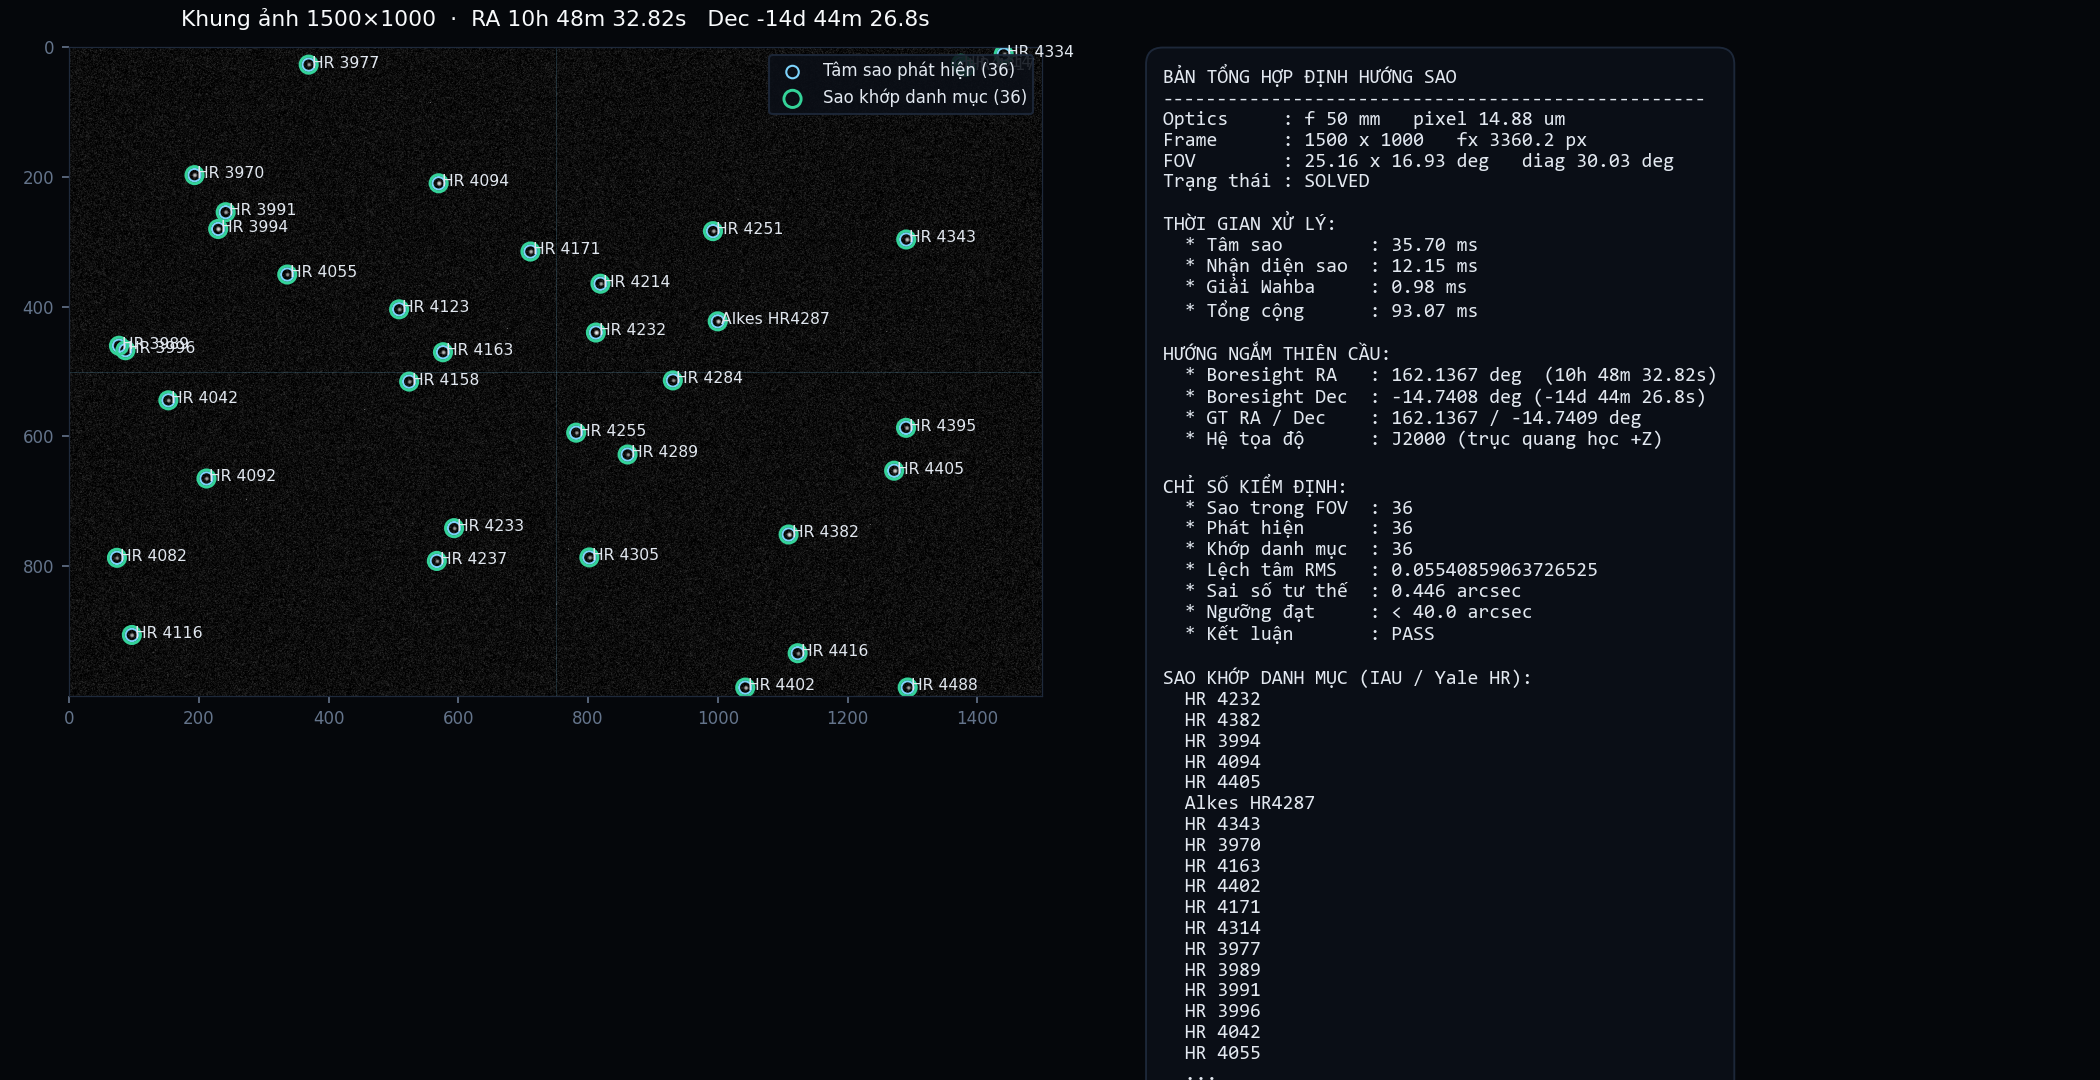 Khung ảnh 1500×1000 · RA 10h 48m 32.82s Dec -14d 44m 26.8s
0
200
400
600
800
0
200
400
600
800
1000
1200
1400
Tâm sao phát hiện (36)
Sao khớp danh mục (36)
HR 4334
HR 3977
HR 3970
HR 4094
HR 3991
HR 3994
HR 4251
HR 4343
HR 4171
HR 4055
HR 4214
HR 4123
Alkes HR4287
HR 4232
HR 3989
HR 3996
HR 4163
HR 4158
HR 4284
HR 4042
HR 4255
HR 4395
HR 4289
HR 4405
HR 4092
HR 4233
HR 4382
HR 4082
HR 4237
HR 4305
HR 4116
HR 4416
HR 4402
HR 4488
BẢN TỔNG HỢP ĐỊNH HƯỚNG SAO
--------------------------------------------------
Optics : f 50 mm pixel 14.88 um
Frame : 1500 x 1000 fx 3360.2 px
FOV : 25.16 x 16.93 deg diag 30.03 deg
Trạng thái : SOLVED
THỜI GIAN XỬ LÝ:
* Tâm sao : 35.70 ms
* Nhận diện sao : 12.15 ms
* Giải Wahba : 0.98 ms
* Tổng cộng : 93.07 ms
HƯỚNG NGẮM THIÊN CẦU:
* Boresight RA : 162.1367 deg (10h 48m 32.82s)
* Boresight Dec : -14.7408 deg (-14d 44m 26.8s)
* GT RA / Dec : 162.1367 / -14.7409 deg
* Hệ tọa độ : J2000 (trục quang học +Z)
CHỈ SỐ KIỂM ĐỊNH:
* Sao trong FOV : 36
* Phát hiện : 36
* Khớp danh mục : 36
* Lệch tâm RMS : 0.05540859063726525
* Sai số tư thế : 0.446 arcsec
* Ngưỡng đạt : < 40.0 arcsec
* Kết luận : PASS
SAO KHỚP DANH MỤC (IAU / Yale HR):
HR 4232
HR 4382
HR 3994
HR 4094
HR 4405
Alkes HR4287
HR 4343
HR 3970
HR 4163
HR 4402
HR 4171
HR 4314
HR 3977
HR 3989
HR 3991
HR 3996
HR 4042
HR 4055
...